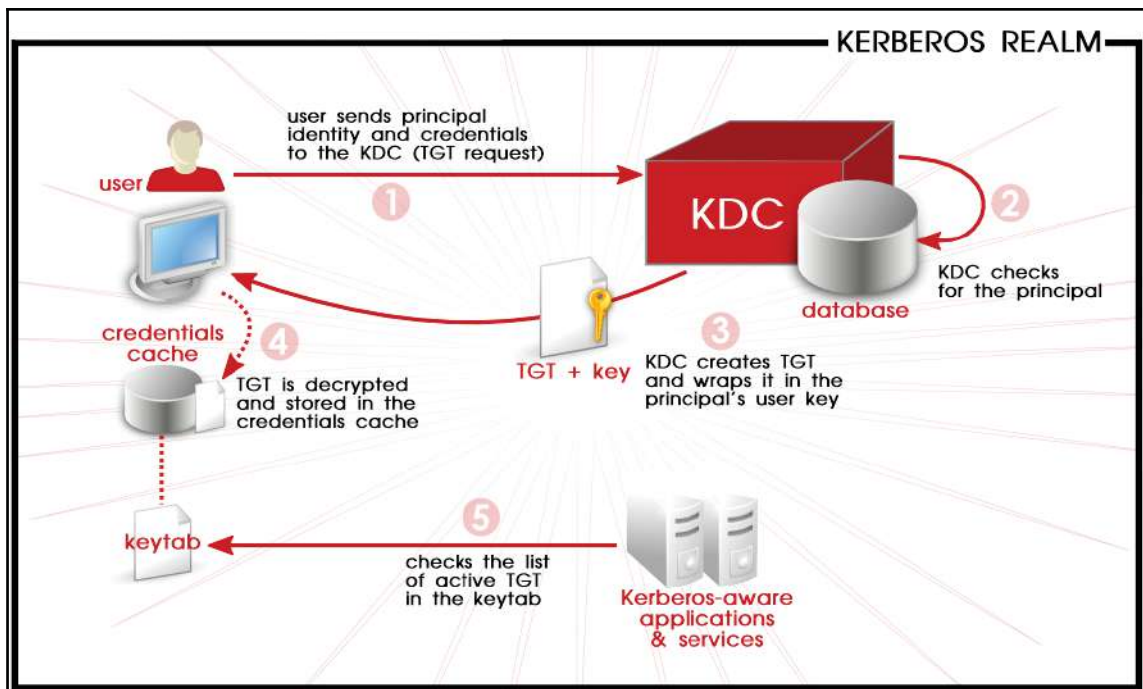 KERBEROS REALM
user sends principal
identity and credentials
to the KDC (TGT request)
user
1
KDC
2
KDC checks
for the principal
database
credentials
cache
4
TGT is decrypted
and stored in the
credentials cache
TGT + key
3
KDC creates TGT
and wraps it in the
principal's user key
keytab
5
checks the list
of active TGT
in the keytab
Kerberos-aware
applications
& services